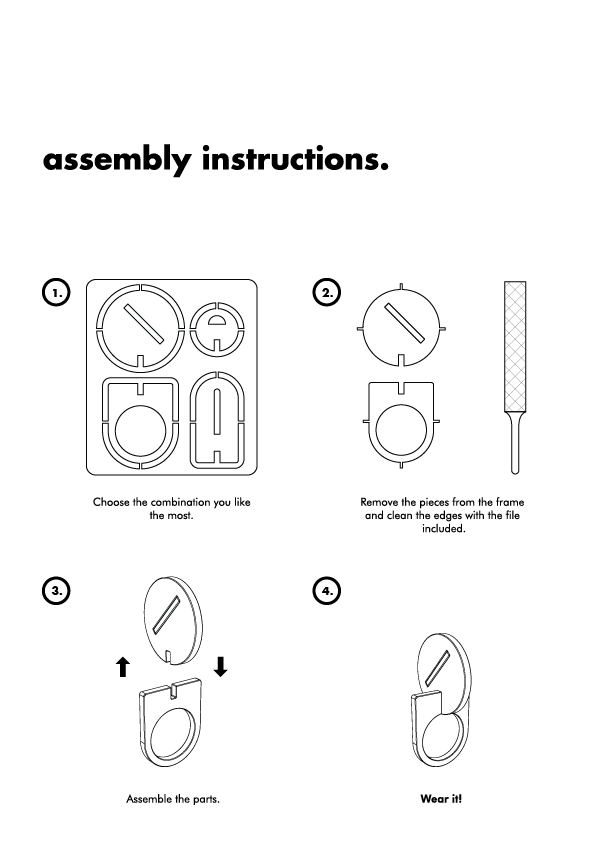 assembly instructions.
1.
Choose the combination you like
the most.
2.
Remove the pieces from the frame
and clean the edges with the file
included.
3.
Assemble the parts.
4.
Wear it!